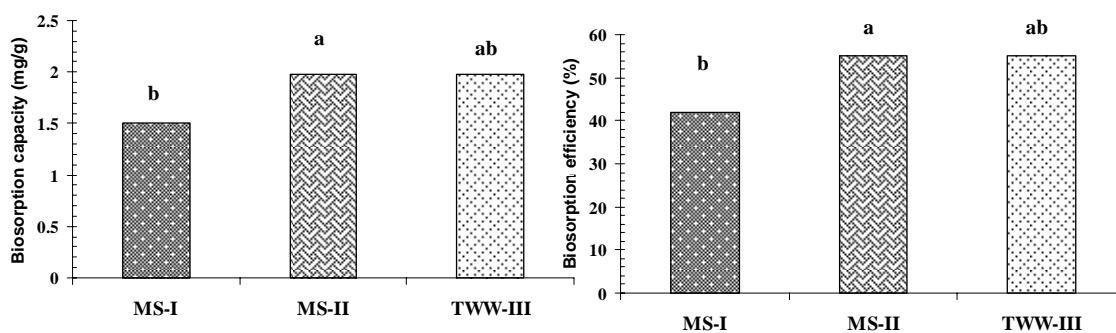 Biosorption capacity (mg/g)
2.5
2
1.5
1
0.5
0
b
a
ab
MS-I MS-II TWW-III
Biosorption efficiency (%)
60
50
40
30
20
10
0
b
a
ab
MS-I MS-II TWW-III